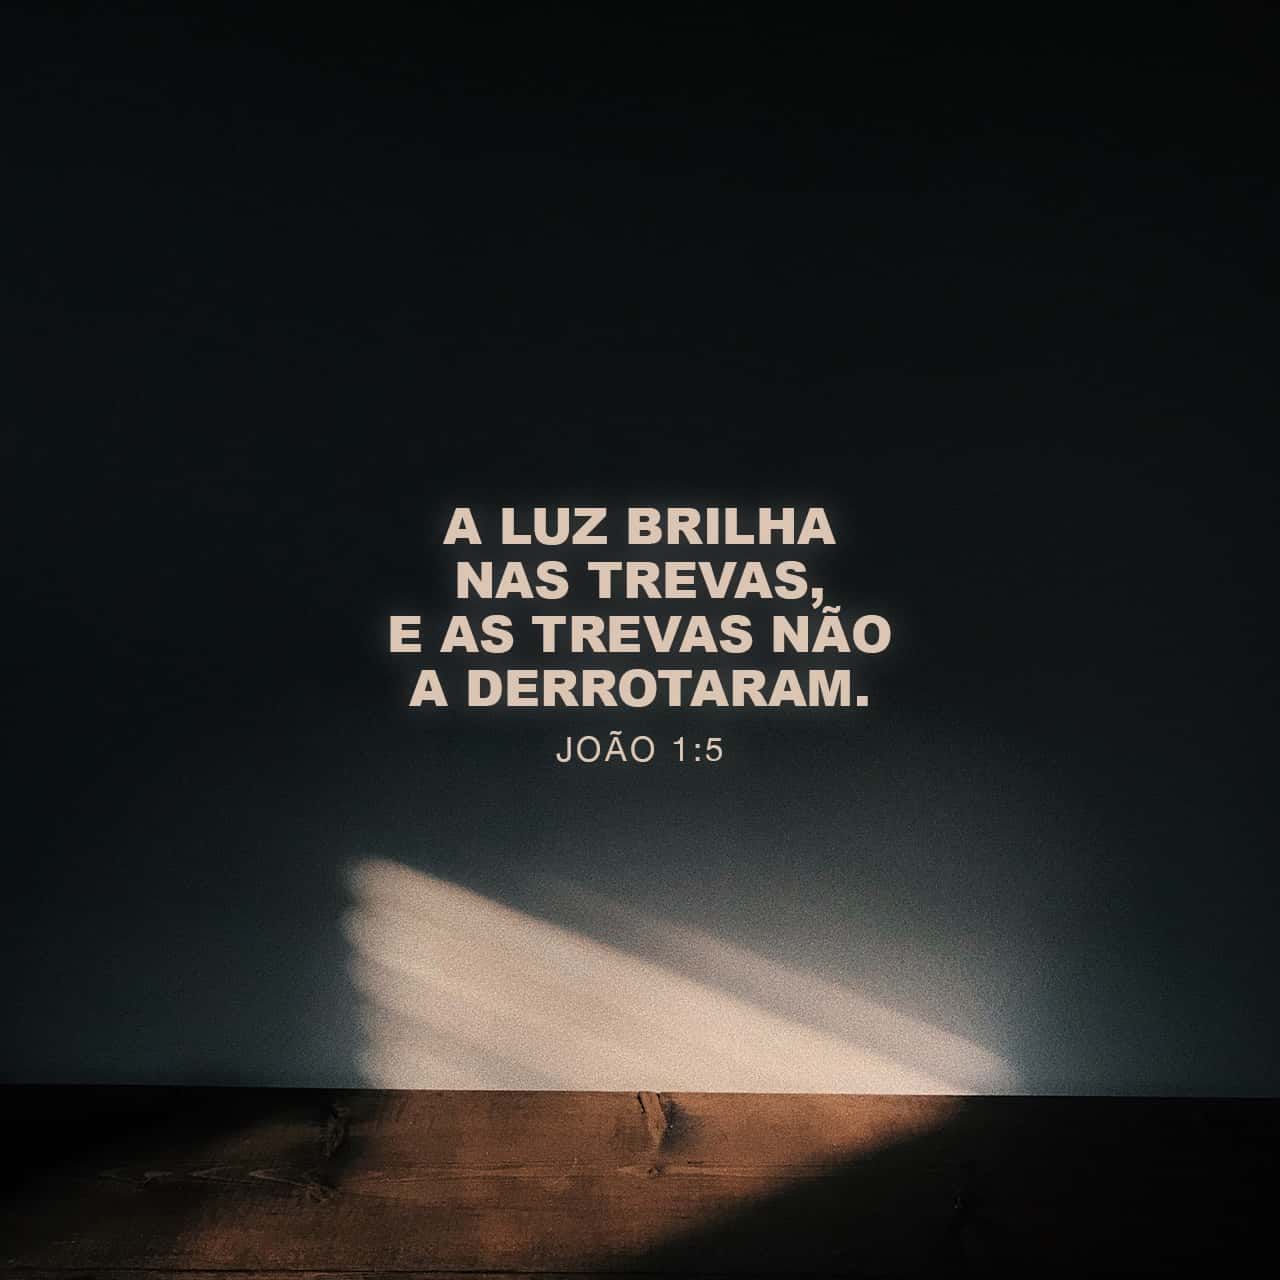 A LUZ BRILHA
NAS TREVAS,
E AS TREVAS NÃO
A DERROTARAM.
JOÃO 1:5